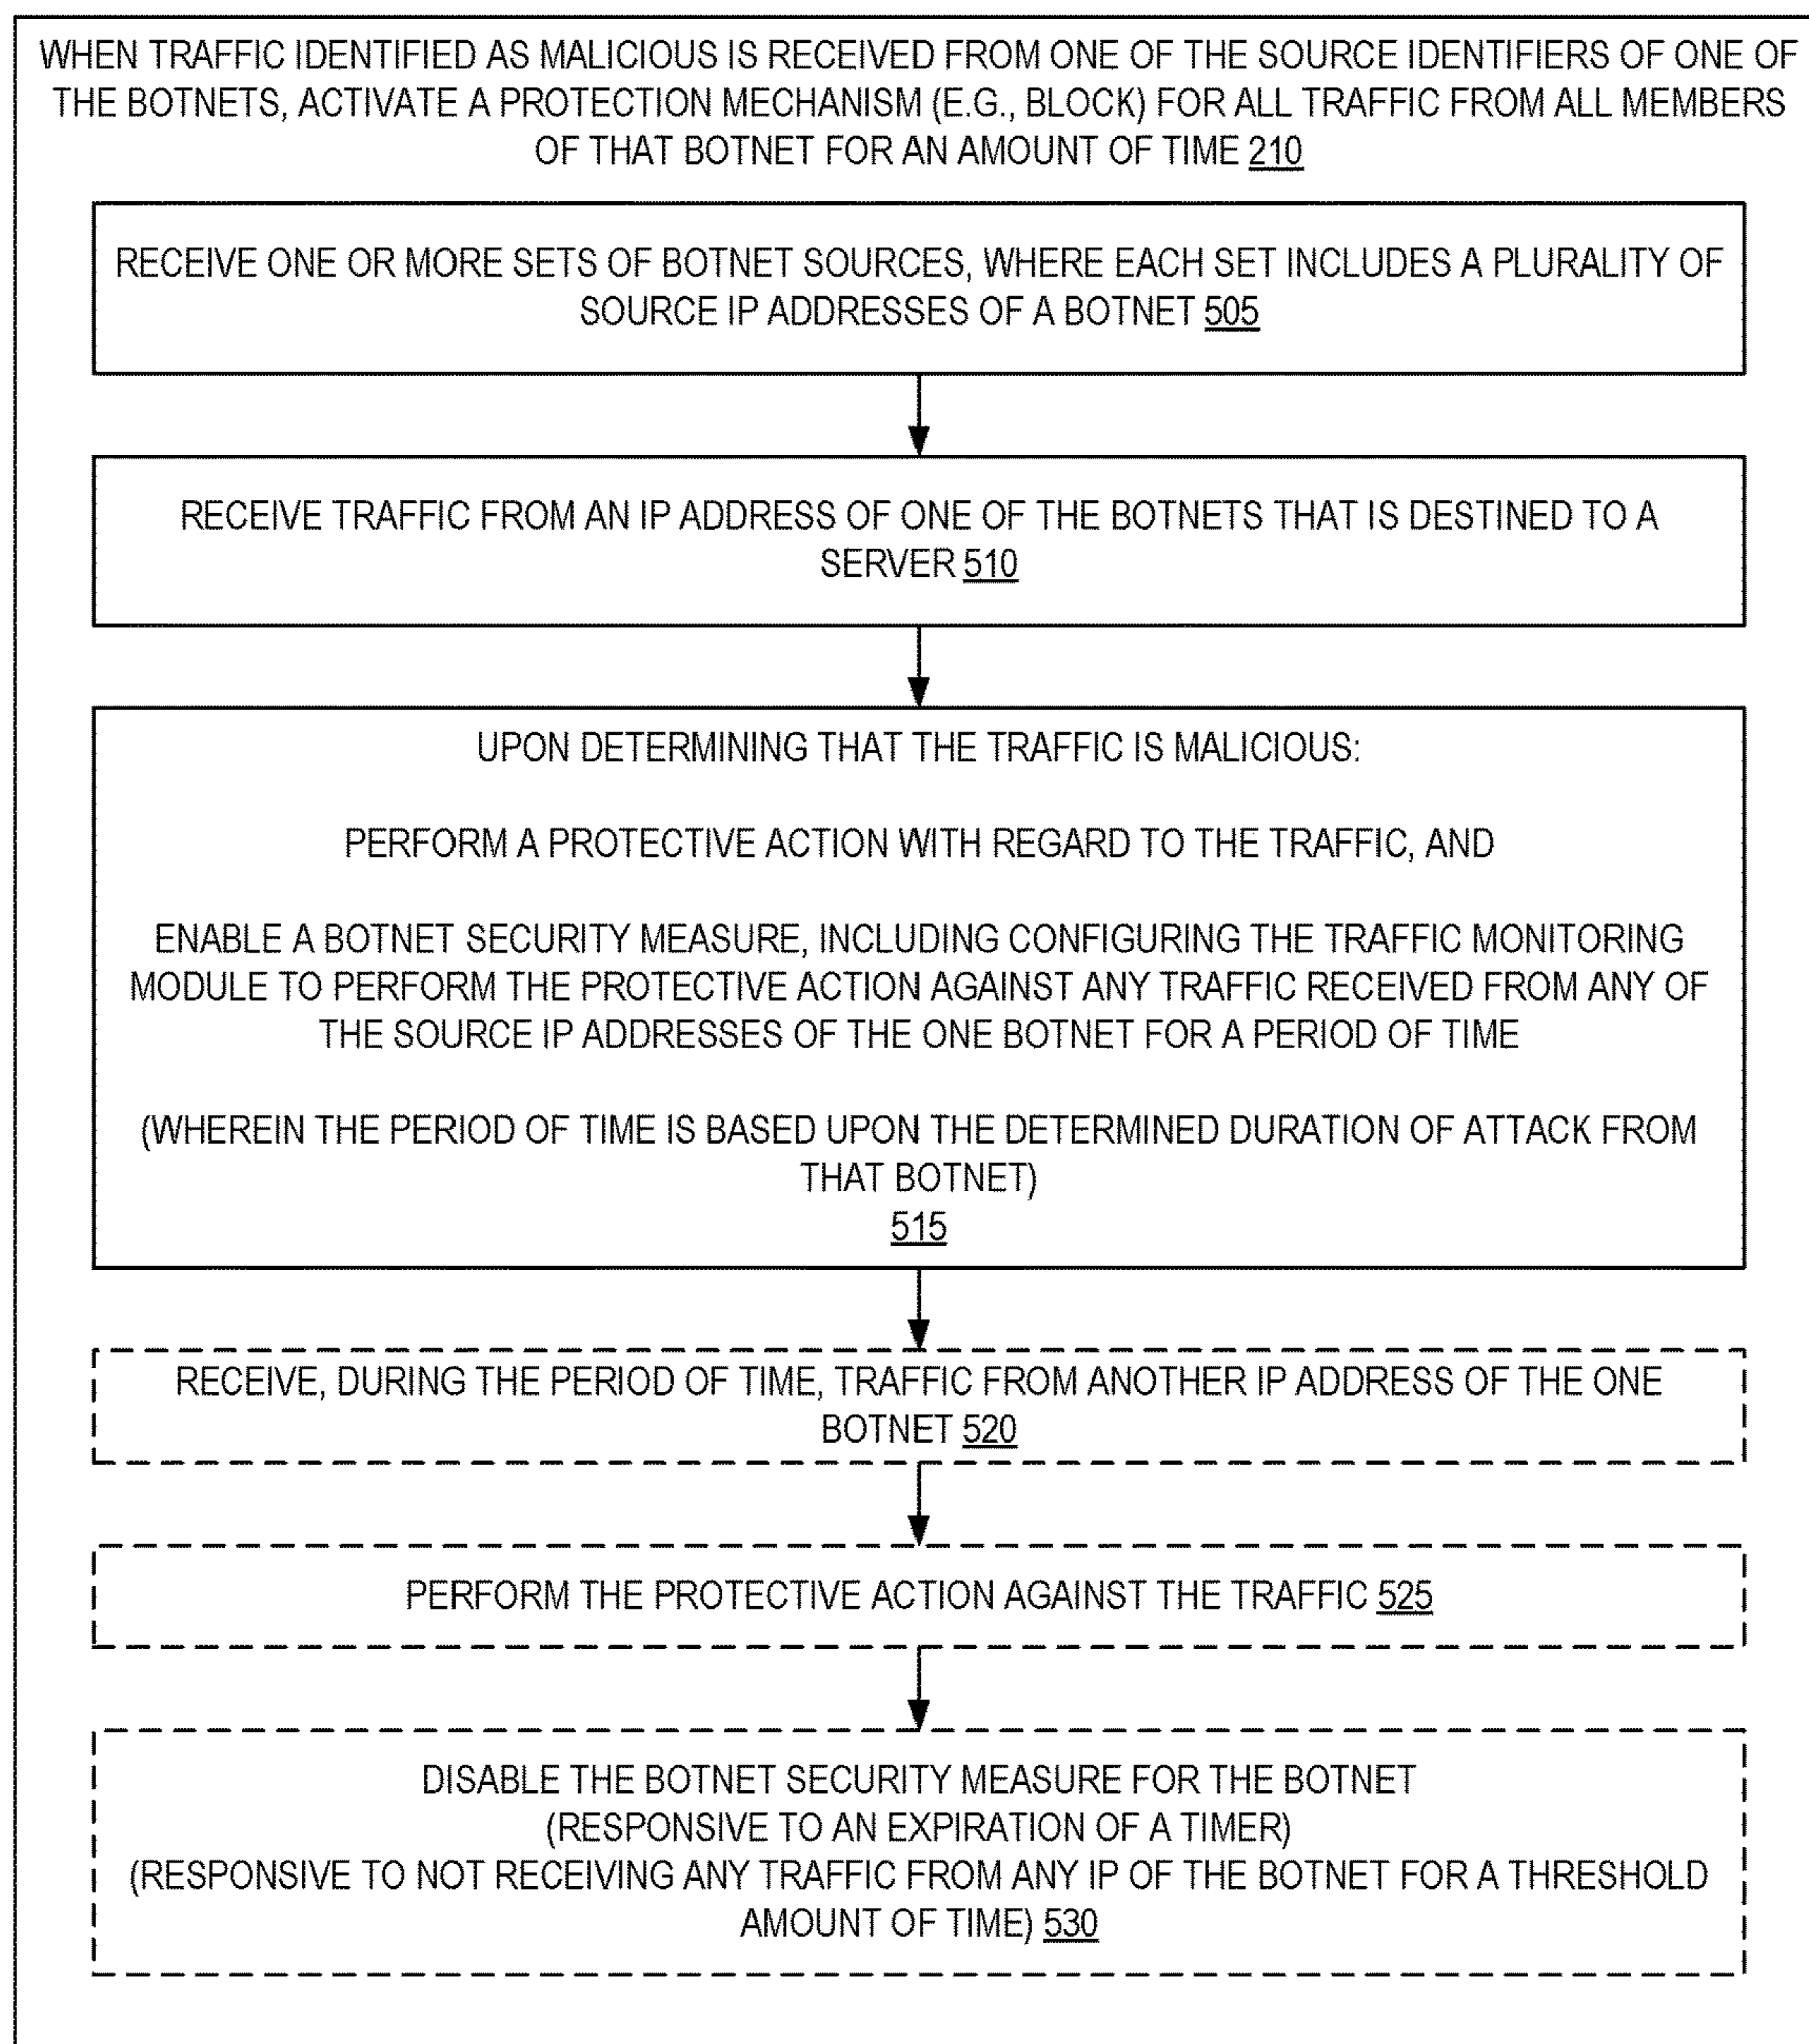 WHEN TRAFFIC IDENTIFIED AS MALICIOUS IS RECEIVED FROM ONE OF THE SOURCE IDENTIFIERS OF ONE OF
THE BOTNETS, ACTIVATE A PROTECTION MECHANISM (E.G., BLOCK) FOR ALL TRAFFIC FROM ALL MEMBERS
OF THAT BOTNET FOR AN AMOUNT OF TIME 210
RECEIVE ONE OR MORE SETS OF BOTNET SOURCES, WHERE EACH SET INCLUDES A PLURALITY OF
SOURCE IP ADDRESSES OF A BOTNET 505
RECEIVE TRAFFIC FROM AN IP ADDRESS OF ONE OF THE BOTNETS THAT IS DESTINED TO A
SERVER 510
UPON DETERMINING THAT THE TRAFFIC IS MALICIOUS:
PERFORM A PROTECTIVE ACTION WITH REGARD TO THE TRAFFIC, AND
ENABLE A BOTNET SECURITY MEASURE, INCLUDING CONFIGURING THE TRAFFIC MONITORING
MODULE TO PERFORM THE PROTECTIVE ACTION AGAINST ANY TRAFFIC RECEIVED FROM ANY OF
THE SOURCE IP ADDRESSES OF THE ONE BOTNET FOR A PERIOD OF TIME
(WHEREIN THE PERIOD OF TIME IS BASED UPON THE DETERMINED DURATION OF ATTACK FROM
THAT BOTNET)
515
RECEIVE, DURING THE PERIOD OF TIME, TRAFFIC FROM ANOTHER IP ADDRESS OF THE ONE
BOTNET 520
PERFORM THE PROTECTIVE ACTION AGAINST THE TRAFFIC 525
DISABLE THE BOTNET SECURITY MEASURE FOR THE BOTNET
(RESPONSIVE TO AN EXPIRATION OF A TIMER)
(RESPONSIVE TO NOT RECEIVING ANY TRAFFIC FROM ANY IP OF THE BOTNET FOR A THRESHOLD
AMOUNT OF TIME) 530